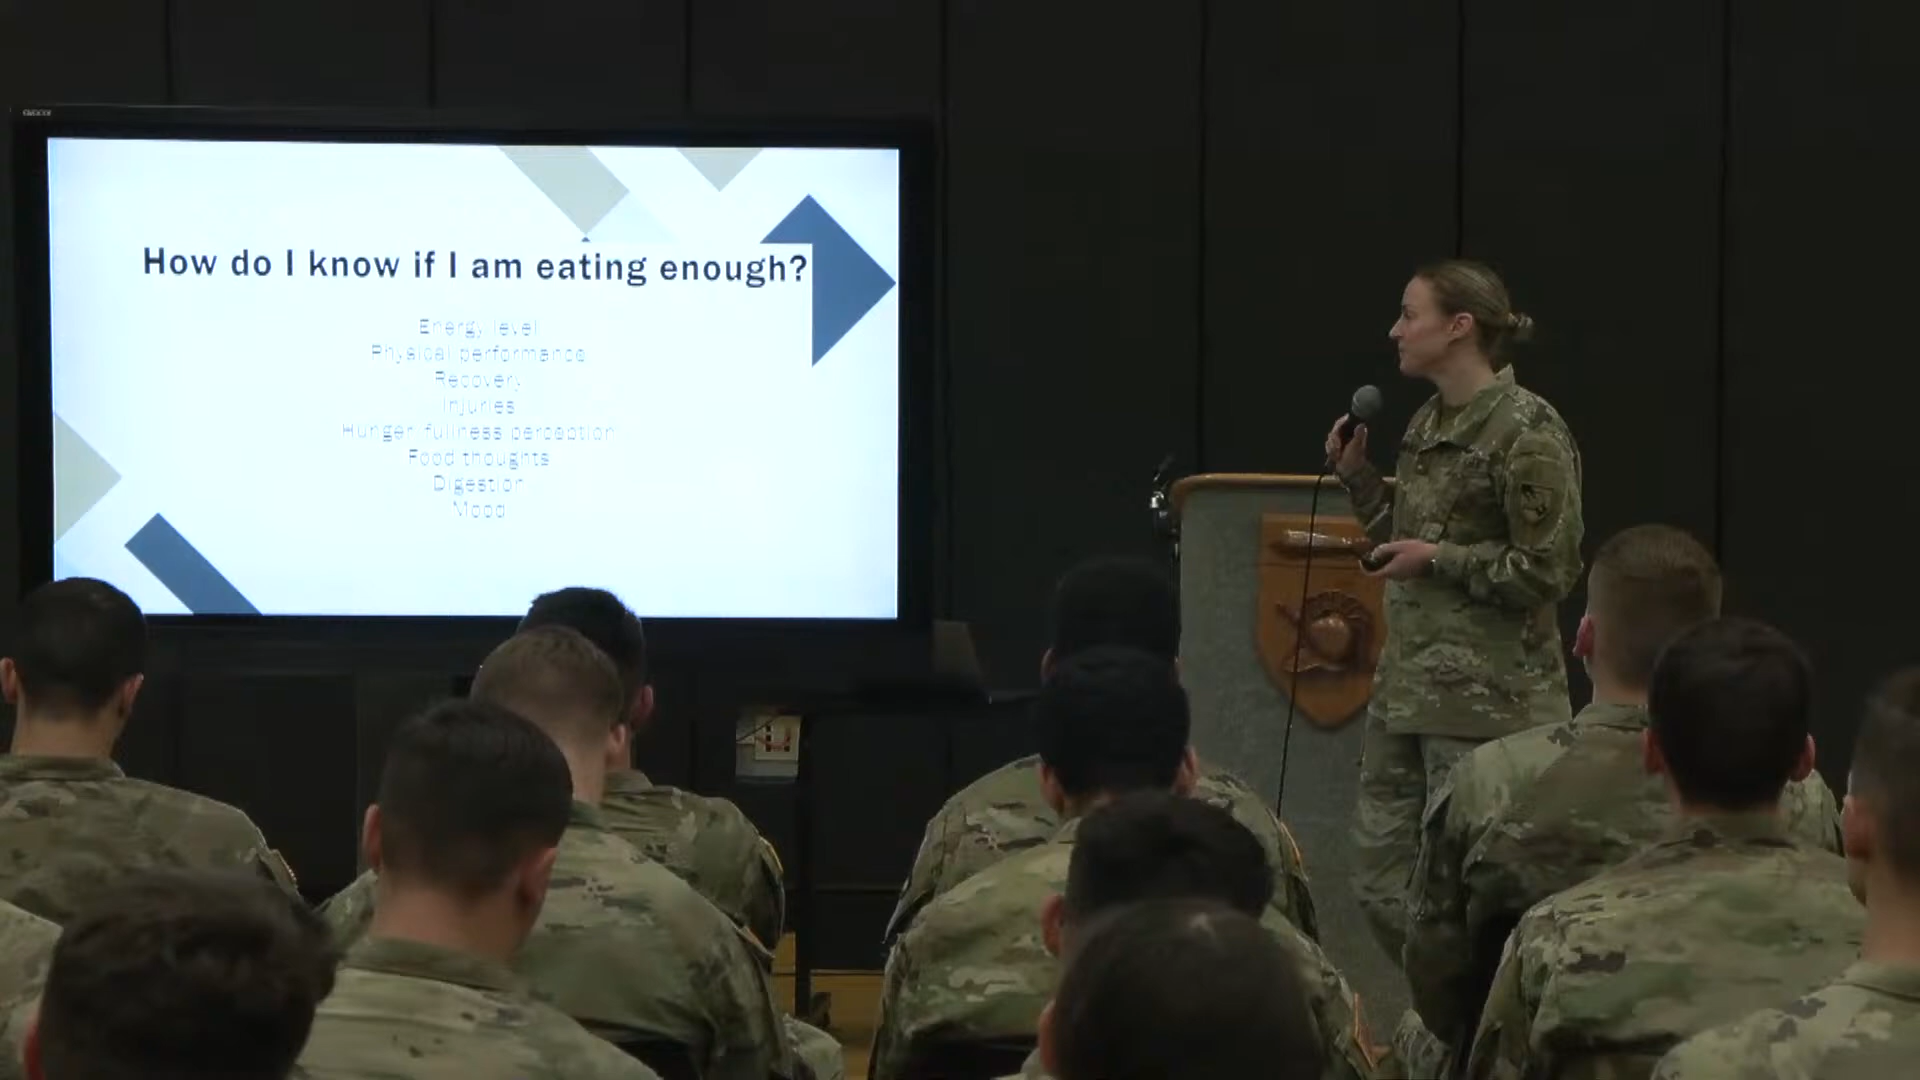 How do I know if I am eating enough?
Energy level
Physical performance
Recovery
Injuries
Hunger fullness perception
Food thoughts
Digestion
Mood